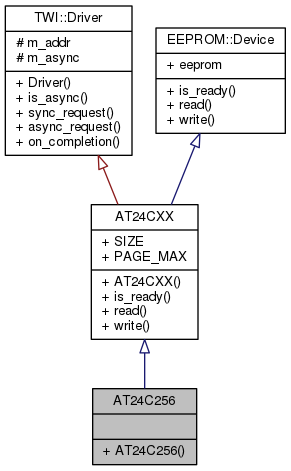 TWI::Driver
# m_addr
# m_async
+ Driver()
+ is_async()
+ sync_request()
+ async_request()
+ on_completion()
EEPROM::Device
+ eeprom
+ is_ready()
+ read()
+ write()
AT24CXX
+ SIZE
+ PAGE_MAX
+ AT24CXX()
+ is_ready()
+ read()
+ write()
AT24C256
+ AT24C256()